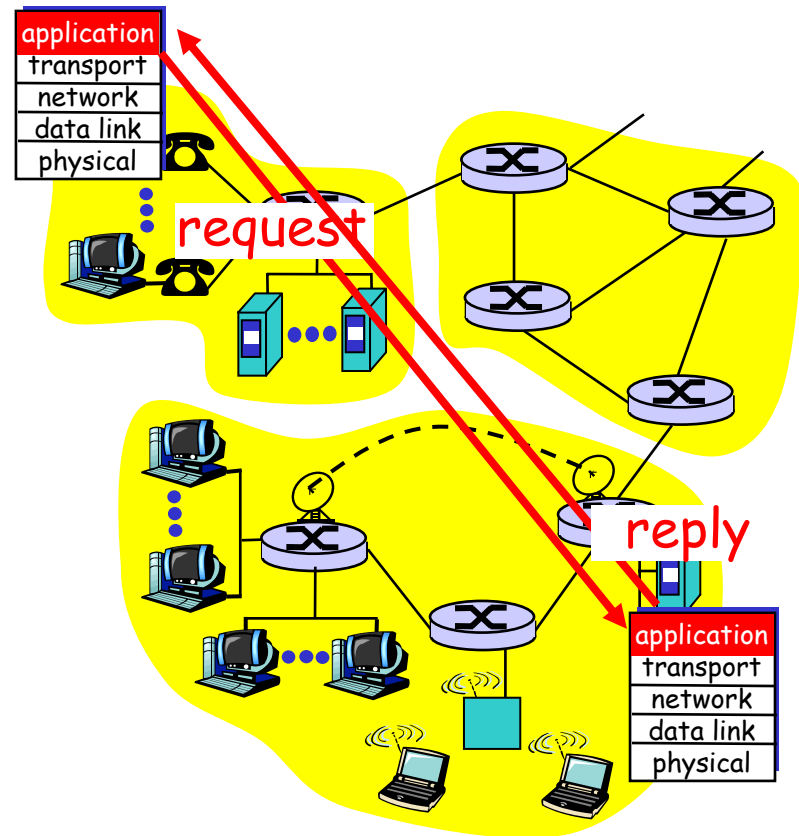 application
transport
network
data link
physical
request
reply
application
transport
network
data link
physical